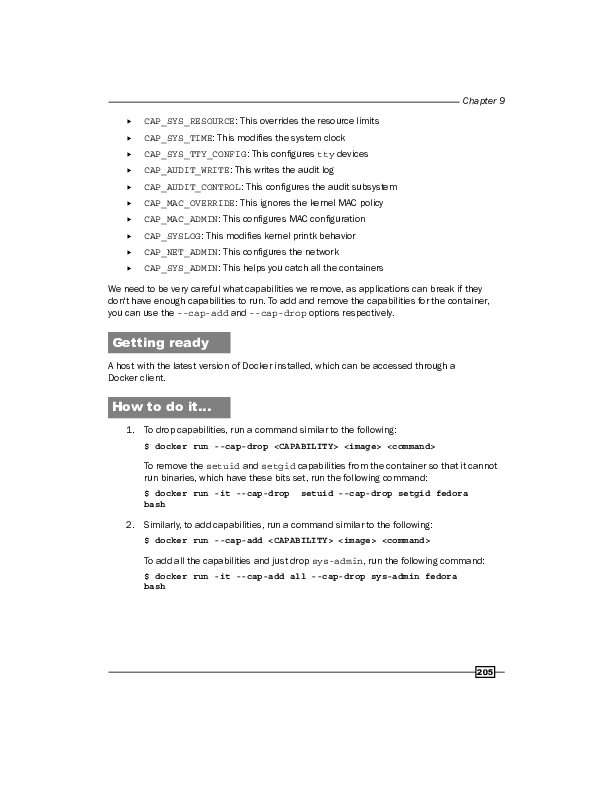 Chapter 9
▶ CAP_SYS_RESOURCE: This overrides the resource limits
▶ CAP_SYS_TIME: This modifies the system clock
▶ CAP_SYS_TTY_CONFIG: This configures tty devices
▶ CAP_AUDIT_WRITE: This writes the audit log
▶ CAP_AUDIT_CONTROL: This configures the audit subsystem
▶ CAP_MAC_OVERRIDE: This ignores the kernel MAC policy
▶ CAP_MAC_ADMIN: This configures MAC configuration
▶ CAP_SYSLOG: This modifies kernel printk behavior
▶ CAP_NET_ADMIN: This configures the network
▶ CAP_SYS_ADMIN: This helps you catch all the containers
We need to be very careful what capabilities we remove, as applications can break if they
don't have enough capabilities to run. To add and remove the capabilities for the container,
you can use the --cap-add and --cap-drop options respectively.
Getting ready
A host with the latest version of Docker installed, which can be accessed through a
Docker client.
How to do it...
1. To drop capabilities, run a command similar to the following:
$ docker run --cap-drop <CAPABILITY> <image> <command>
To remove the setuid and setgid capabilities from the container so that it cannot
run binaries, which have these bits set, run the following command:
$ docker run -it --cap-drop  setuid --cap-drop setgid fedora
bash
2. Similarly, to add capabilities, run a command similar to the following:
$ docker run --cap-add <CAPABILITY> <image> <command>
To add all the capabilities and just drop sys-admin, run the following command:
$ docker run -it --cap-add all --cap-drop sys-admin fedora
bash
205